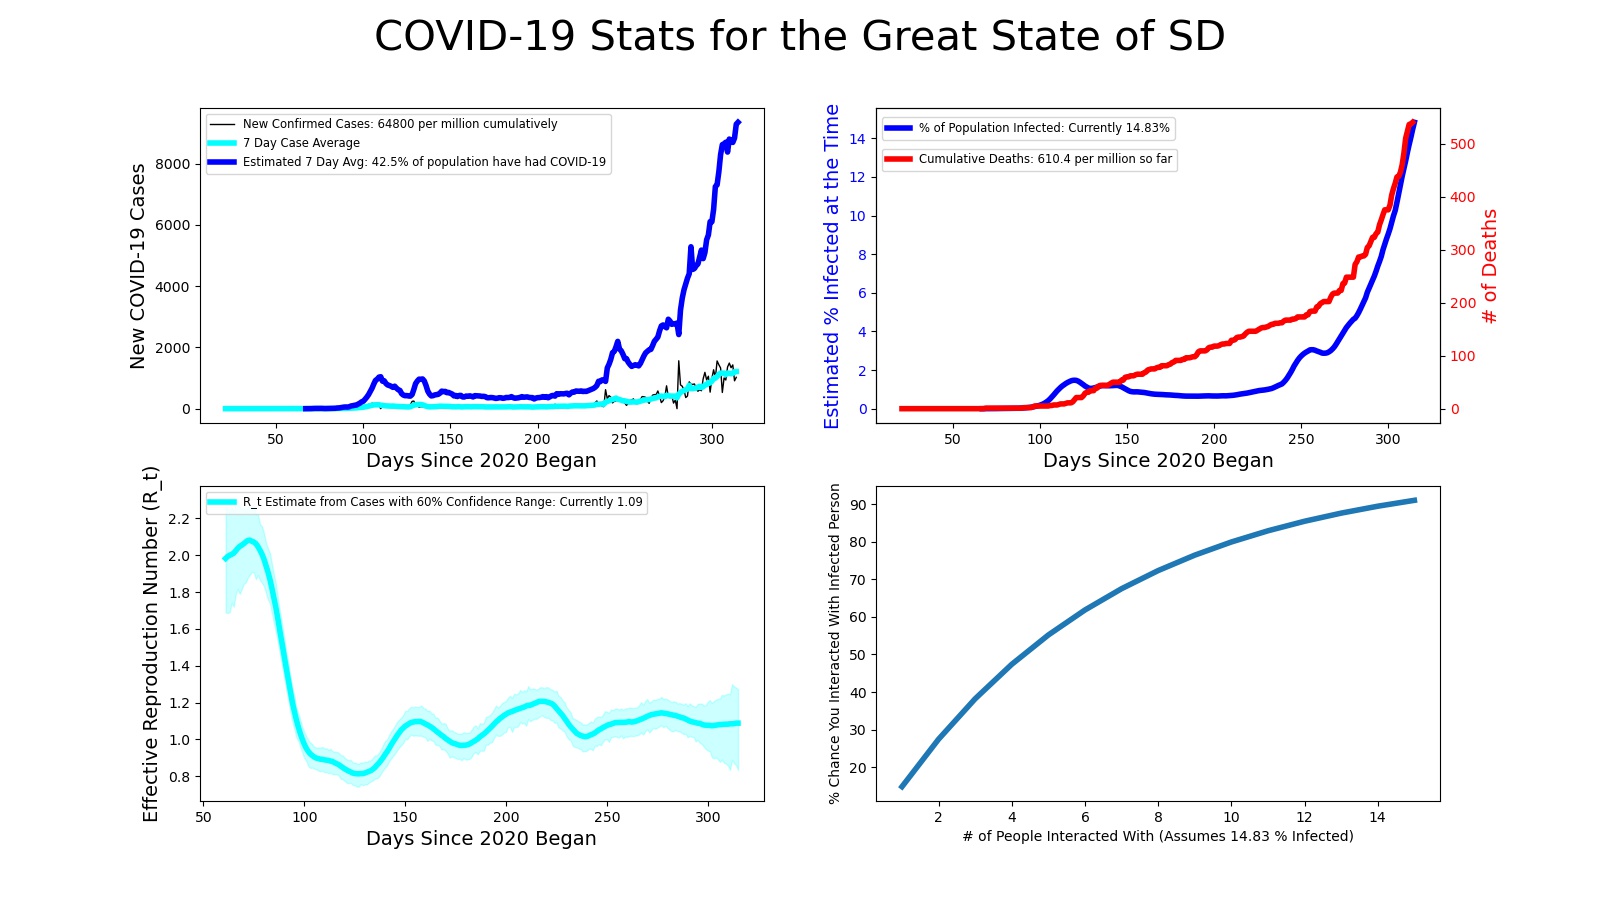 COVID-19 Stats for the Great State of SD
New COVID-19 Cases
8000
6000
4000
2000
0
New Confirmed Cases: 64800 per million cumulatively
7 Day Case Average
Estimated 7 Day Avg: 42.5% of population have had COVID-19
50 100 150 200 250 300
Days Since 2020 Began
Estimated % Infected at the Time
14
12
10
8
6
4
2
0
% of Population Infected: Currently 14.83%
Cumulative Deaths: 610.4 per million so far
500
400
300
200
100
0
# of Deaths
50 100 150 200 250 300
Days Since 2020 Began
Effective Reproduction Number (R_t)
2.2
2.0
1.8
1.6
1.4
1.2
1.0
0.8
R_t Estimate from Cases with 60% Confidence Range: Currently 1.09
50 100 150 200 250 300
Days Since 2020 Began
% Chance You Interacted With Infected Person
90
80
70
60
50
40
30
20
2 4 6 8 10 12 14
# of People Interacted With (Assumes 14.83 % Infected)